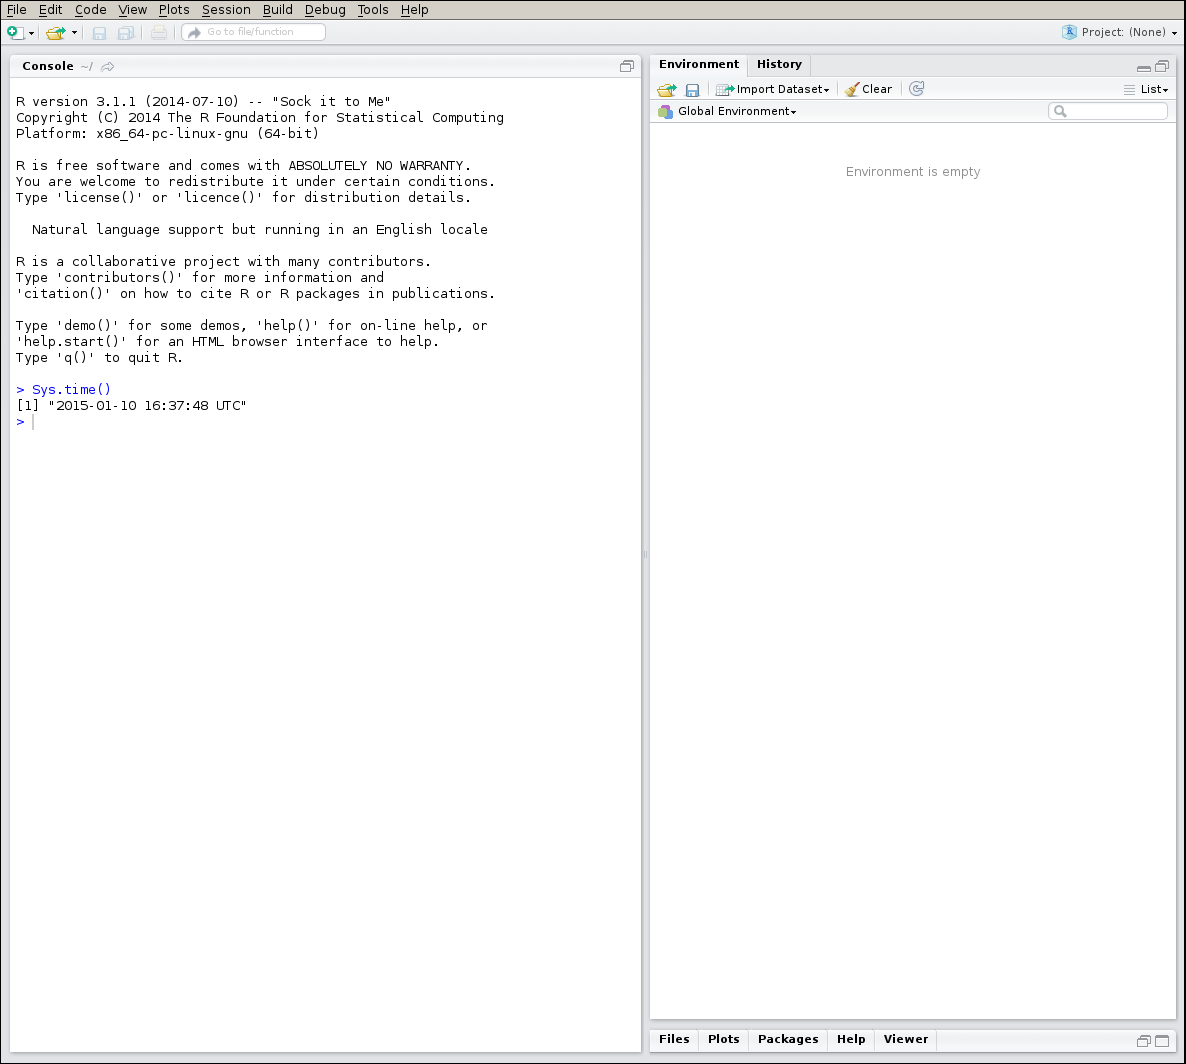 File Edit Code View Plots Session Build Debug Tools Help
Go to file/function
Project: (None)
Console ~/
R version 3.1.1 (2014-07-10) -- "Sock it to Me"
Copyright (C) 2014 The R Foundation for Statistical Computing
Platform: x86_64-pc-linux-gnu (64-bit)
R is free software and comes with ABSOLUTELY NO WARRANTY.
You are welcome to redistribute it under certain conditions.
Type 'license()' or 'licence()' for distribution details.
Natural language support but running in an English locale
R is a collaborative project with many contributors.
Type 'contributors()' for more information and
'citation()' on how to cite R or R packages in publications.
Type 'demo()' for some demos, 'help()' for on-line help, or
'help.start()' for an HTML browser interface to help.
Type 'q()' to quit R.
> Sys.time()
[1] "2015-01-10 16:37:48 UTC"
>
Environment History
Import Dataset Clear List
Global Environment
Environment is empty
Files Plots Packages Help Viewer